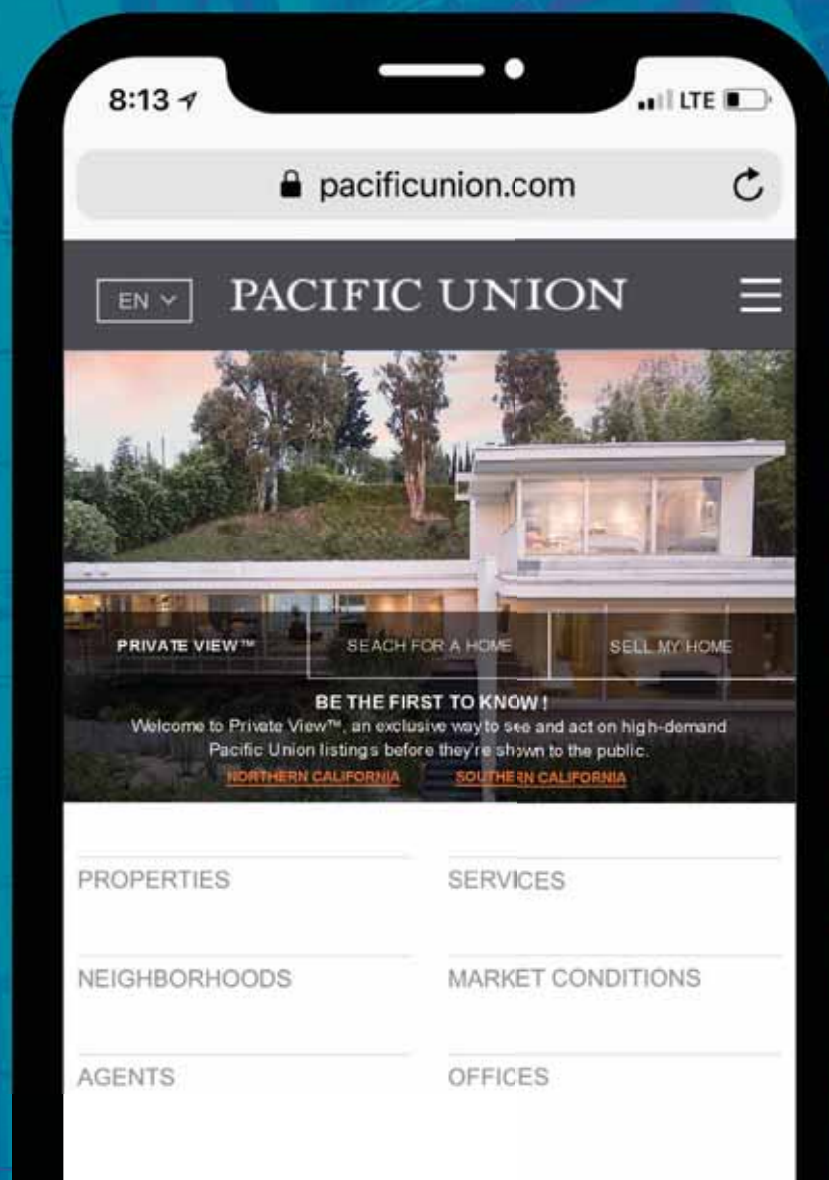 8:13
LTE
pacificunion.com
EN
PACIFIC UNION
PRIVATE VIEW™
SEACH FOR A HOME
SELL MY HOME
BE THE FIRST TO KNOW!
Welcome to Private View™, an exclusive way to see and act on high-demand
Pacific Union listings before they're shown to the public.
NORTHERN CALIFORNIA
SOUTHERN CALIFORNIA
PROPERTIES
SERVICES
NEIGHBORHOODS
MARKET CONDITIONS
AGENTS
OFFICES